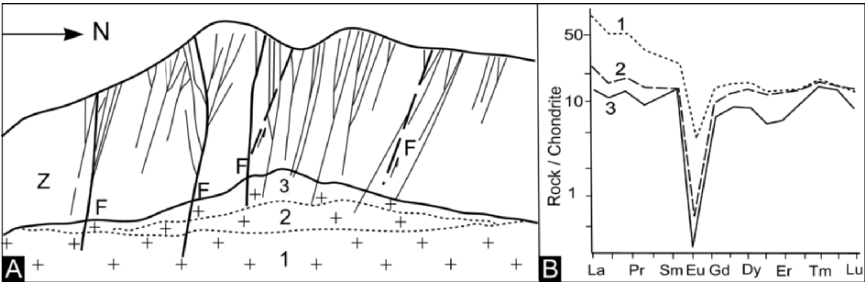 N
Z
F
F
F
F
3
2
1
A
Rock / Chondrite
50
10
1
1
2
3
La Pr Sm Eu Gd Dy Er Tm Lu
B